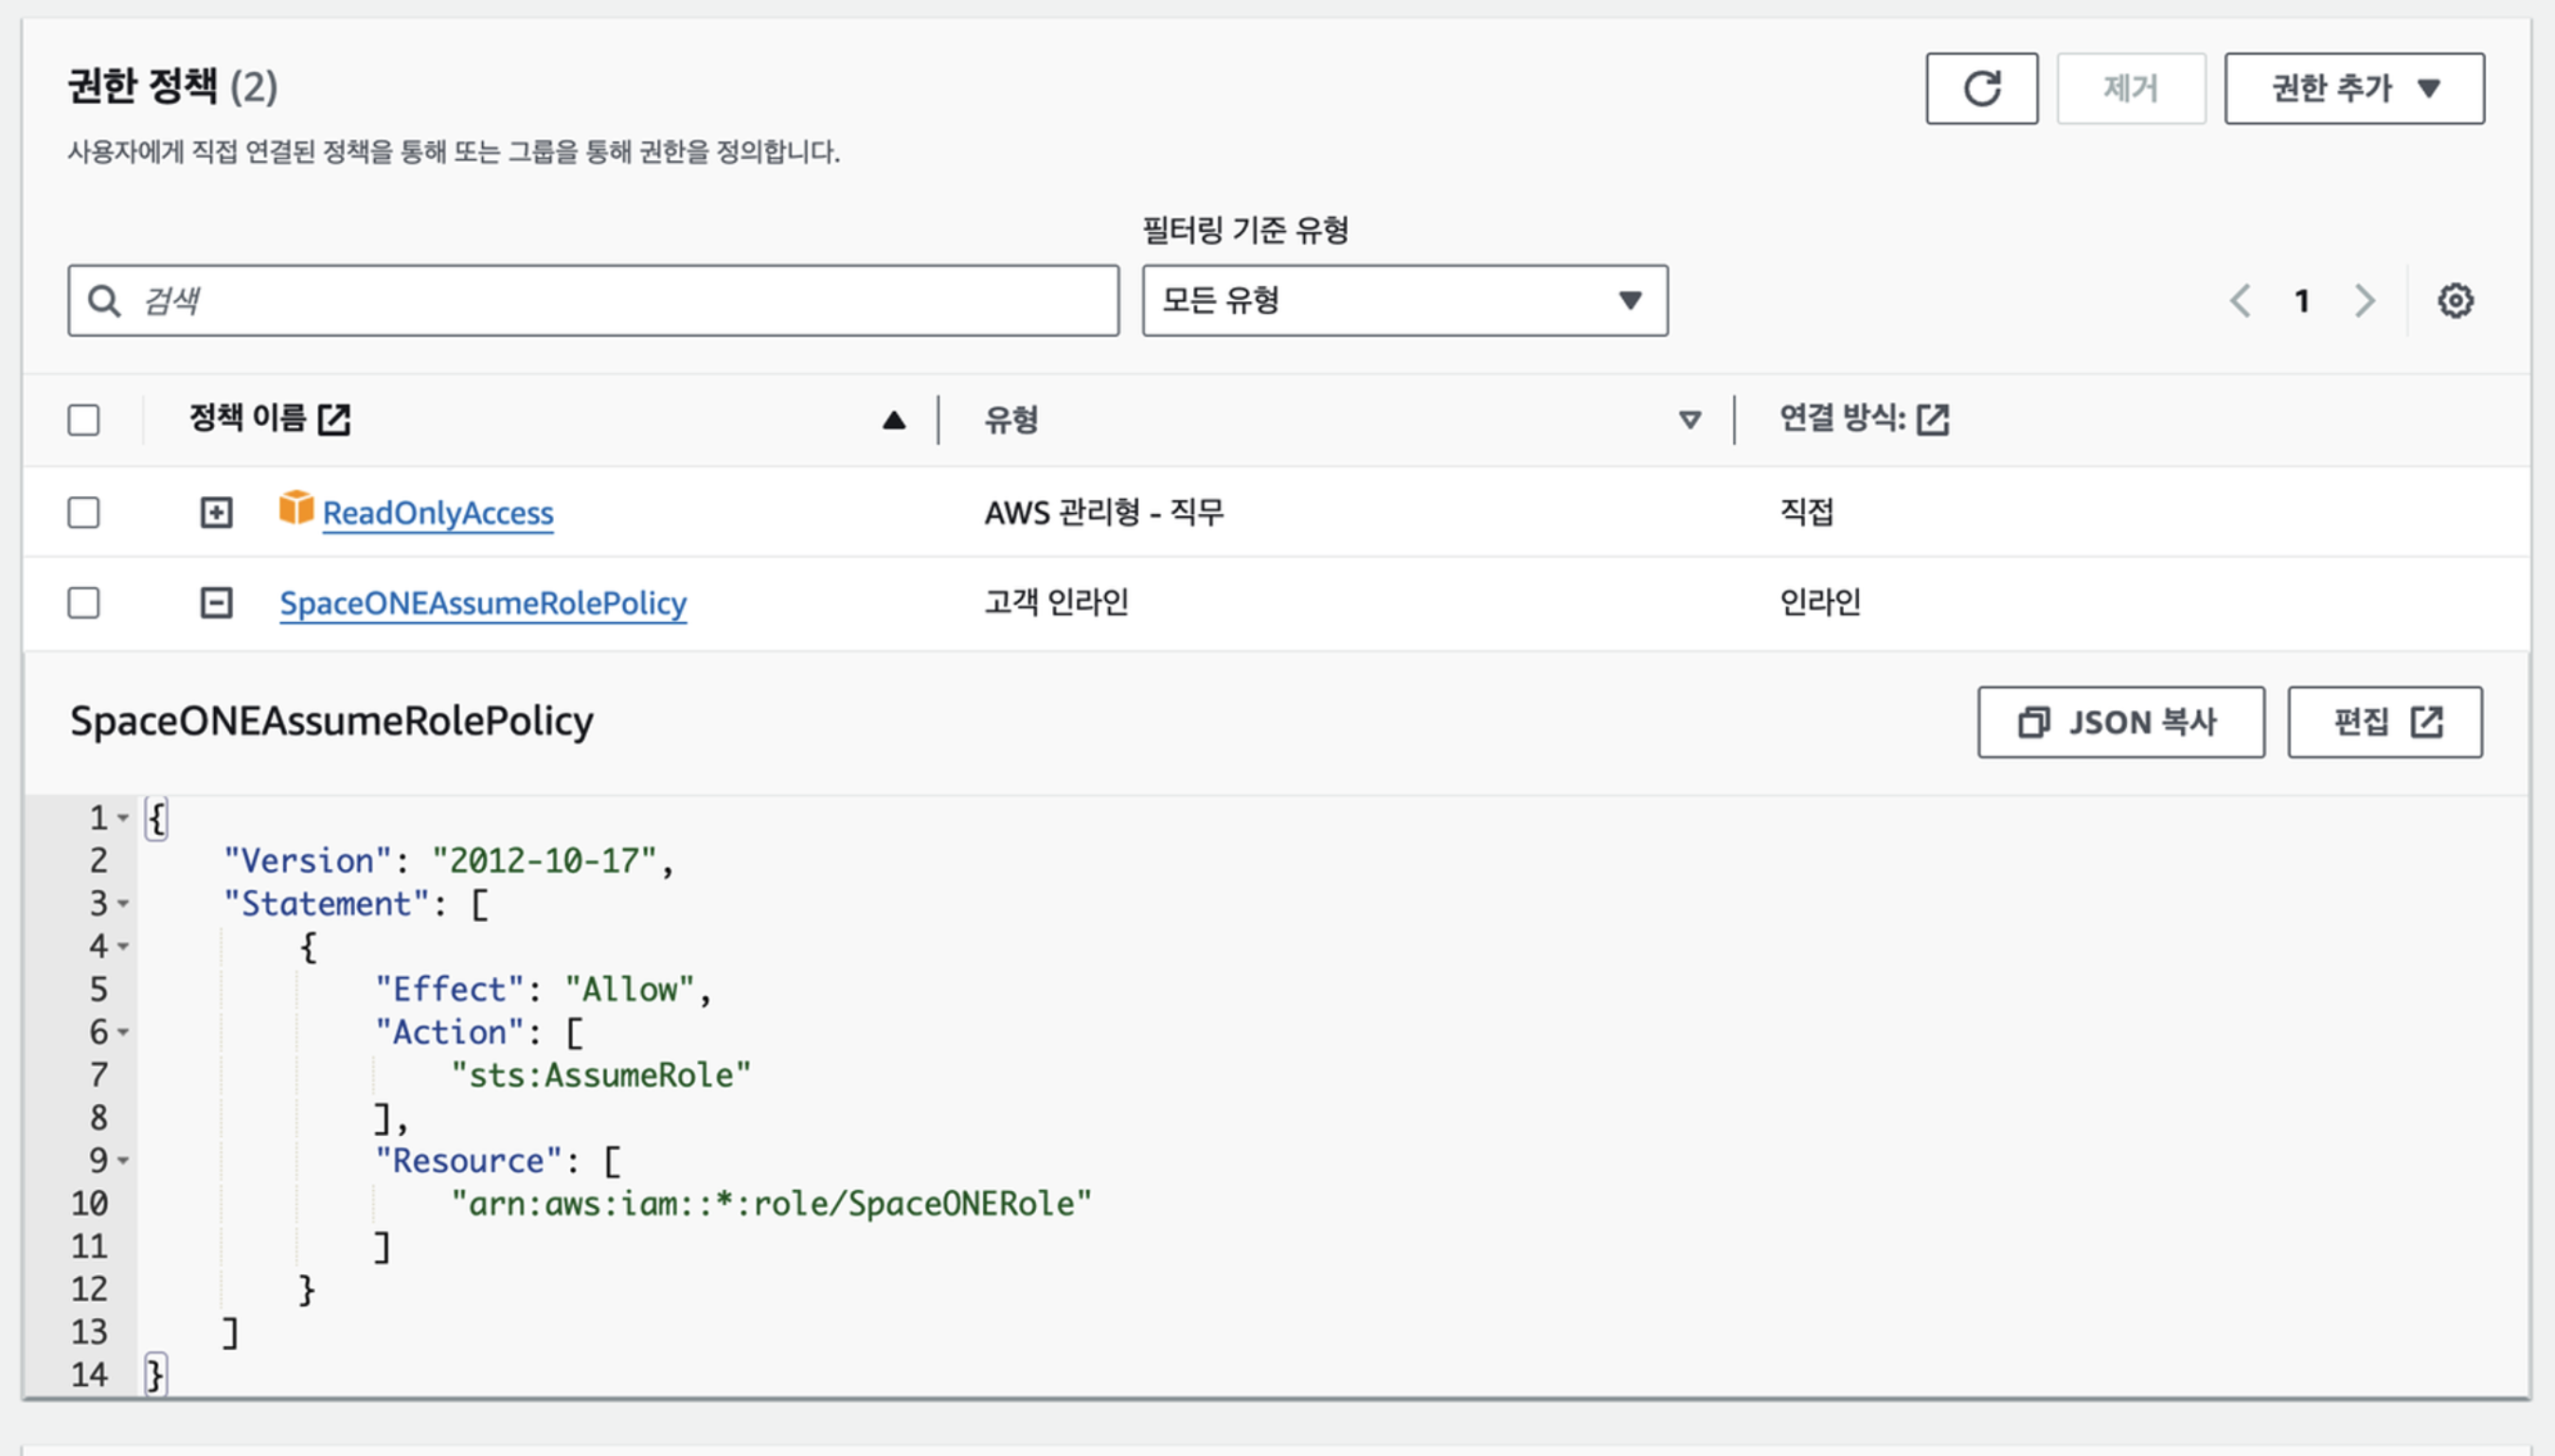 권한 정책 (2)
제거
권한 추가
사용자에게 직접 연결된 정책을 통해 또는 그룹을 통해 권한을 정의합니다.
필터링 기준 유형
검색
모든 유형
1
정책 이름
유형
연결 방식:
ReadOnlyAccess
AWS 관리형 - 직무
직접
SpaceONEAssumeRolePolicy
고객 인라인
인라인
SpaceONEAssumeRolePolicy
JSON 복사
편집
1 {
2 "Version": "2012-10-17",
3 "Statement": [
4 {
5 "Effect": "Allow",
6 "Action": [
7 "sts:AssumeRole"
8 ],
9 "Resource": [
10 "arn:aws:iam::*:role/SpaceONERole"
11 ]
12 }
13 ]
14 }